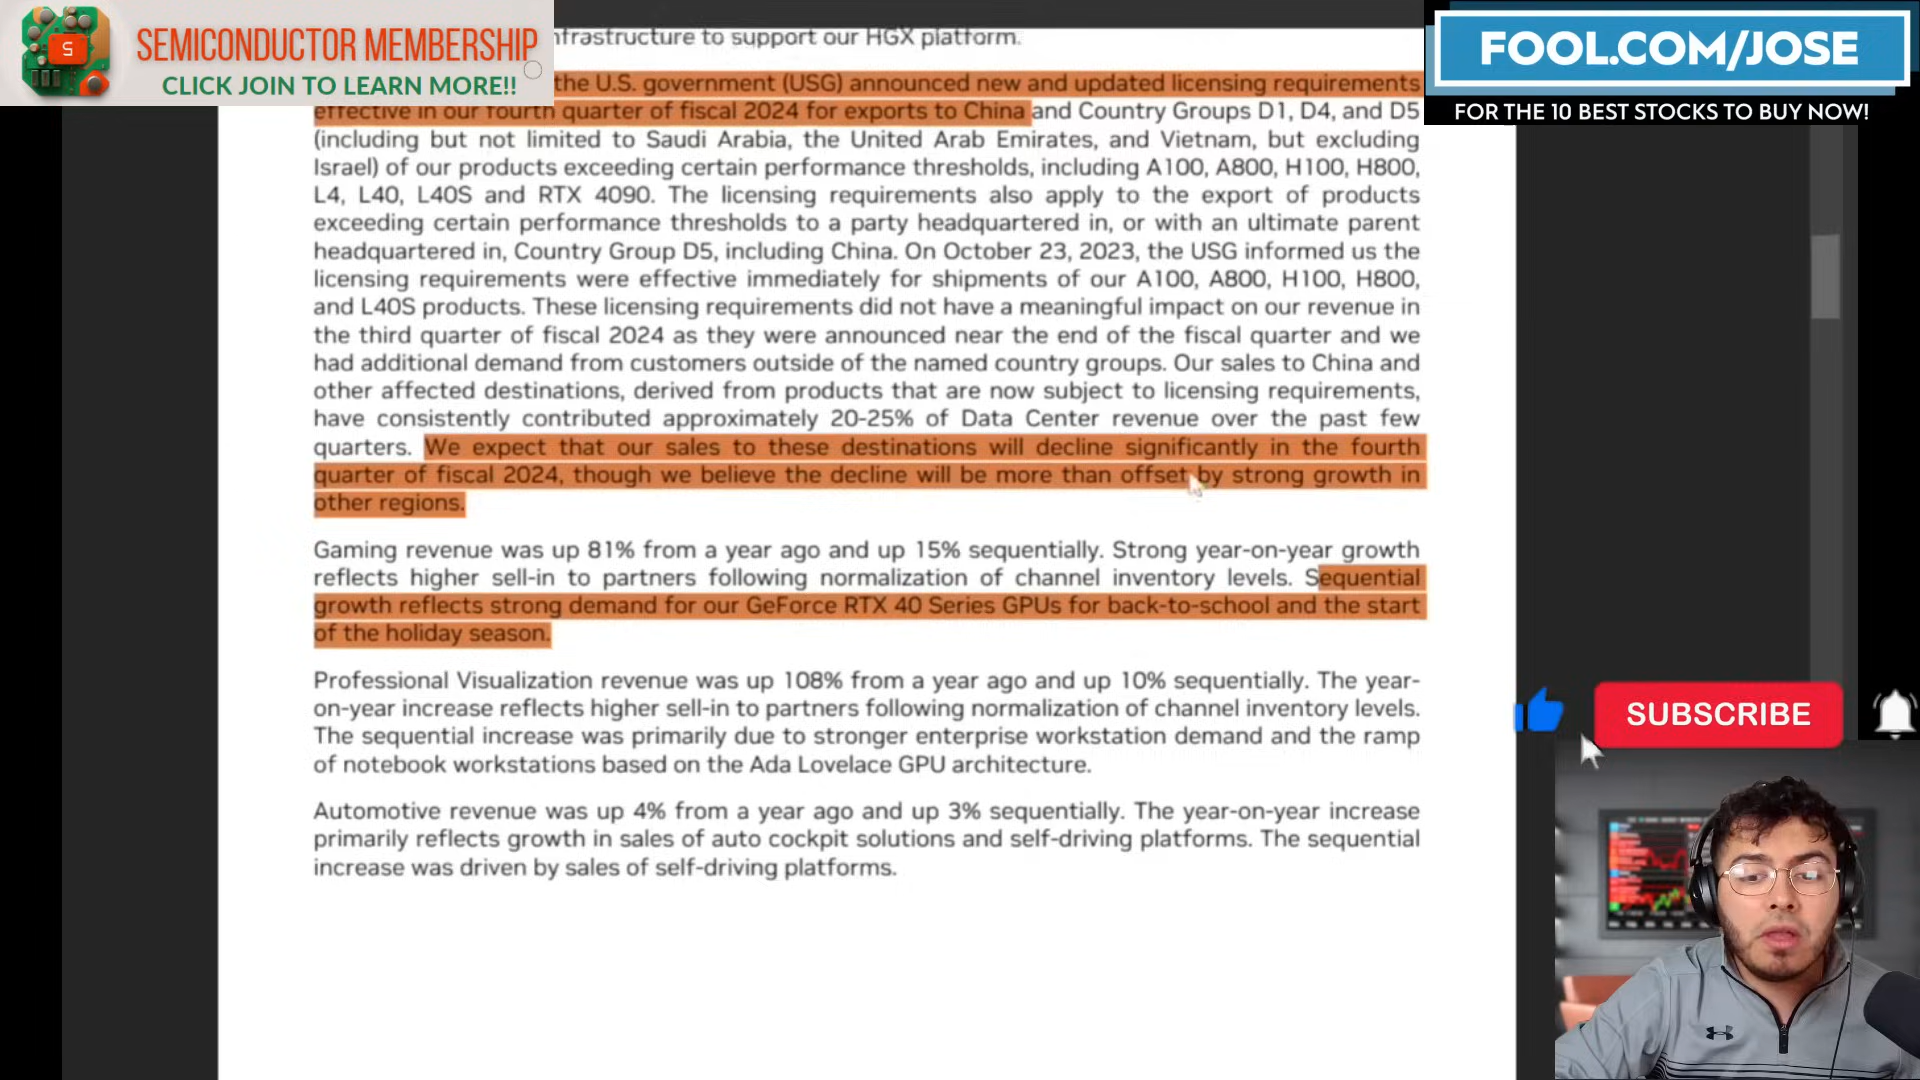 SEMICONDUCTOR MEMBERSHIP
CLICK JOIN TO LEARN MORE!!
S
FOOL.COM/JOSE
FOR THE 10 BEST STOCKS TO BUY NOW!
nfrastructure to support our HGX platform.
the U.S. government (USG) announced new and updated licensing requirements
effective in our fourth quarter of fiscal 2024 for exports to China and Country Groups D1, D4, and D5
(including but not limited to Saudi Arabia, the United Arab Emirates, and Vietnam, but excluding
Israel) of our products exceeding certain performance thresholds, including A100, A800, H100, H800,
L4, L40, L40S and RTX 4090. The licensing requirements also apply to the export of products
exceeding certain performance thresholds to a party headquartered in, or with an ultimate parent
headquartered in, Country Group D5, including China. On October 23, 2023, the USG informed us the
licensing requirements were effective immediately for shipments of our A100, A800, H100, H800,
and L40S products. These licensing requirements did not have a meaningful impact on our revenue in
the third quarter of fiscal 2024 as they were announced near the end of the fiscal quarter and we
had additional demand from customers outside of the named country groups. Our sales to China and
other affected destinations, derived from products that are now subject to licensing requirements,
have consistently contributed approximately 20-25% of Data Center revenue over the past few
quarters. We expect that our sales to these destinations will decline significantly in the fourth
quarter of fiscal 2024, though we believe the decline will be more than offset by strong growth in
other regions.
Gaming revenue was up 81% from a year ago and up 15% sequentially. Strong year-on-year growth
reflects higher sell-in to partners following normalization of channel inventory levels. Sequential
growth reflects strong demand for our GeForce RTX 40 Series GPUs for back-to-school and the start
of the holiday season.
Professional Visualization revenue was up 108% from a year ago and up 10% sequentially. The year-
on-year increase reflects higher sell-in to partners following normalization of channel inventory levels.
The sequential increase was primarily due to stronger enterprise workstation demand and the ramp
of notebook workstations based on the Ada Lovelace GPU architecture.
Automotive revenue was up 4% from a year ago and up 3% sequentially. The year-on-year increase
primarily reflects growth in sales of auto cockpit solutions and self-driving platforms. The sequential
increase was driven by sales of self-driving platforms.
SUBSCRIBE